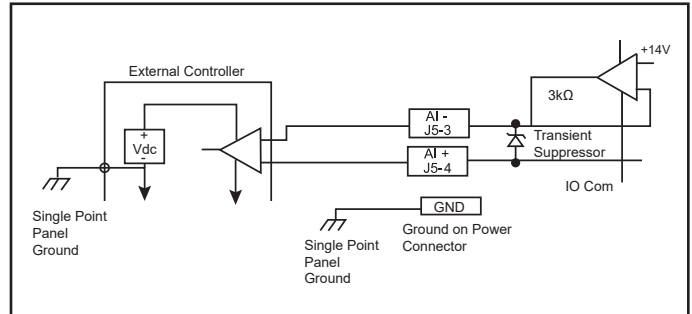 External Controller
+
Vdc
-
Single Point
Panel
Ground
AI -
J5-3
AI +
J5-4
GND
Ground on Power
Connector
Single Point
Panel
Ground
+14V
3kΩ
Transient
Suppressor
IO Com